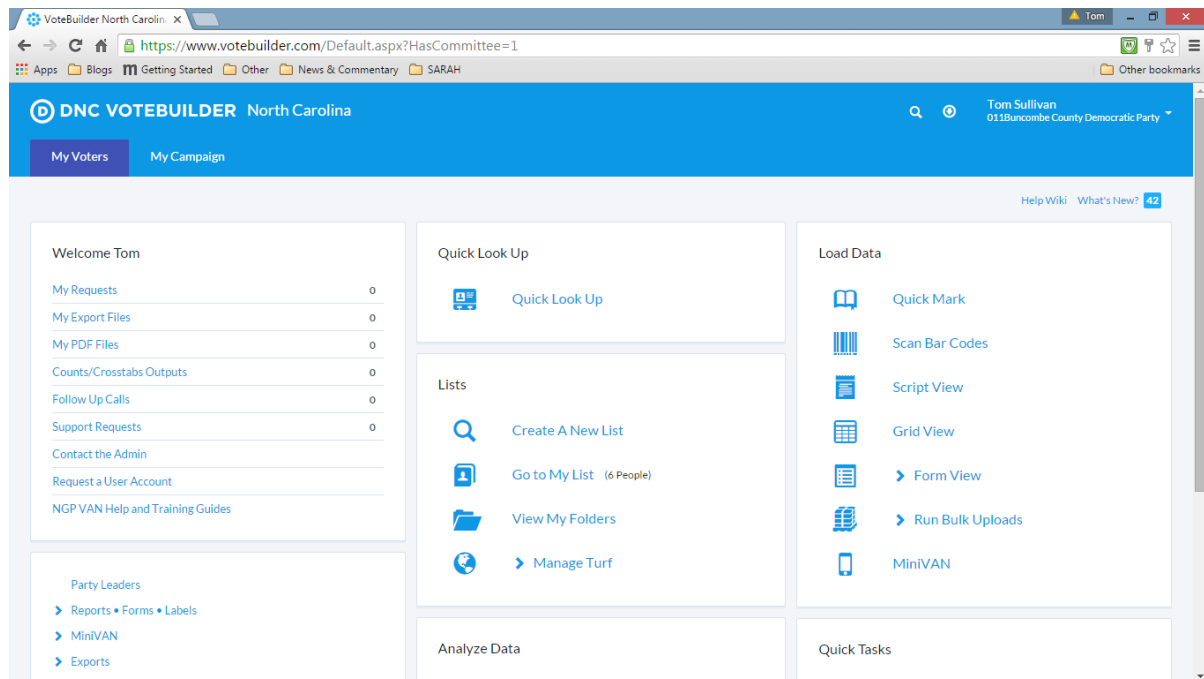 VoteBuilder North Carolin
Tom
https://www.votebuilder.com/Default.aspx?HasCommittee=1
Apps Blogs Getting Started Other News & Commentary SARAH Other bookmarks
DNC VOTEBUILDER North Carolina
Tom Sullivan
011Buncombe County Democratic Party
My Voters My Campaign
Help Wiki What's New? 42
Welcome Tom
My Requests 0
My Export Files 0
My PDF Files 0
Counts/Crosstabs Outputs 0
Follow Up Calls 0
Support Requests 0
Contact the Admin
Request a User Account
NGP VAN Help and Training Guides
Party Leaders
Reports • Forms • Labels
MiniVAN
Exports
Quick Look Up
Quick Look Up
Lists
Create A New List
Go to My List (6 People)
View My Folders
Manage Turf
Analyze Data
Load Data
Quick Mark
Scan Bar Codes
Script View
Grid View
Form View
Run Bulk Uploads
MiniVAN
Quick Tasks